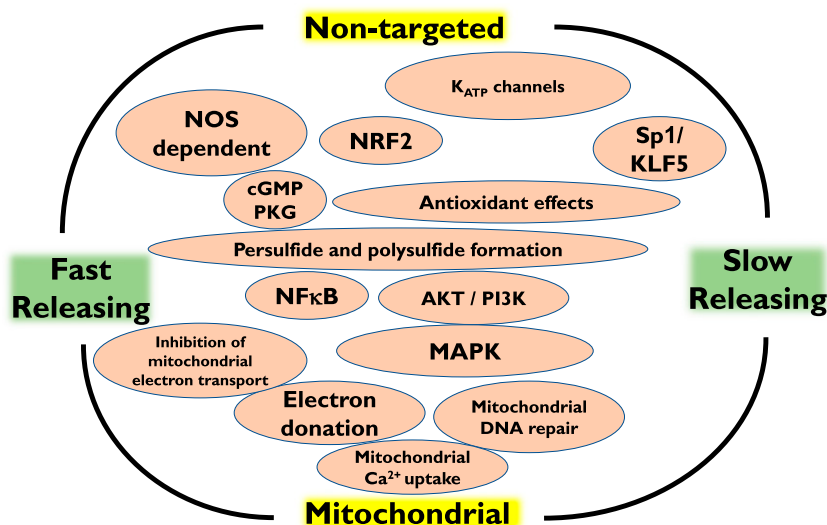 Non-targeted
K_ATP channels
NOS
dependent
NRF2
Sp1/
KLF5
cGMP
PKG
Antioxidant effects
Persulfide and polysulfide formation
Fast
Releasing
Slow
Releasing
NFκB
AKT / PI3K
Inhibition of
mitochondrial
electron transport
MAPK
Electron
donation
Mitochondrial
DNA repair
Mitochondrial
Ca²⁺ uptake
Mitochondrial